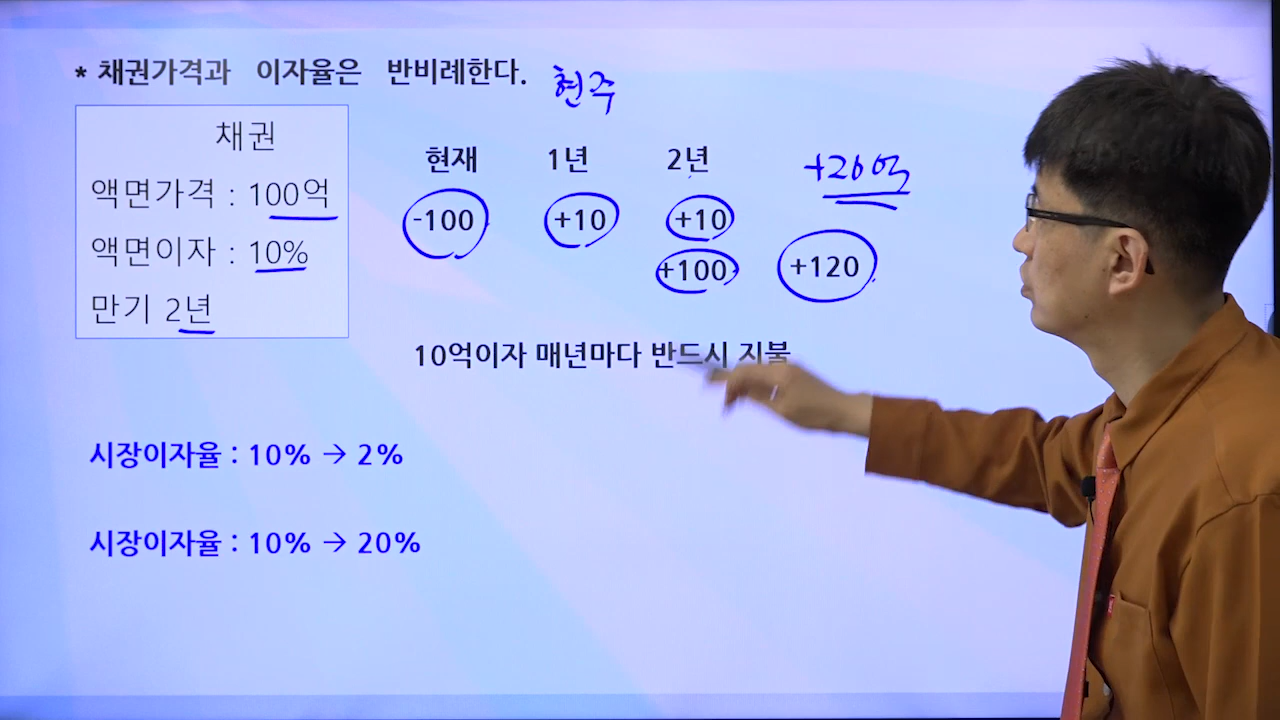 * 채권가격과 이자율은 반비례한다.
현주
채권
액면가격 : 100억
액면이자 : 10%
만기 2년
현재 1년 2년
+20억
-100 +10 +10
+100 +120
10억이자 매년마다 반드시 지불
시장이자율 : 10% → 2%
시장이자율 : 10% → 20%